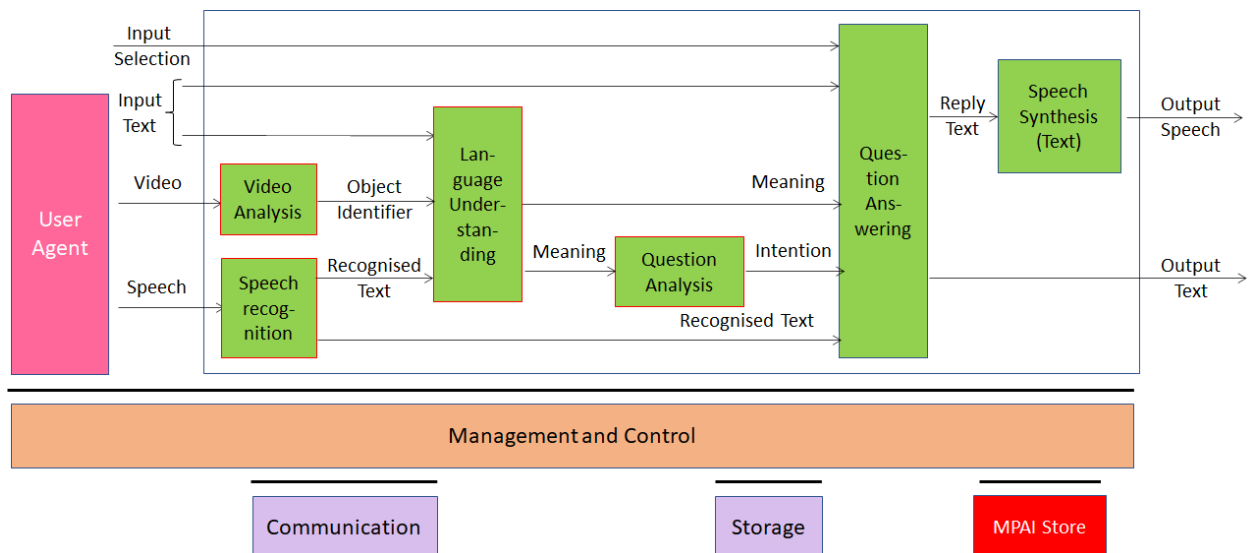 Input
Selection
Input
Text
User
Agent
Video
Speech
Video
Analysis
Object
Identifier
Speech
recog-
nition
Recognised
Text
Lan-
guage
Under-
stan-
ding
Meaning
Meaning
Question
Analysis
Intention
Recognised Text
Ques-
tion
Ans-
wering
Reply
Text
Speech
Synthesis
(Text)
Output
Speech
Output
Text
Management and Control
Communication
Storage
MPAI Store